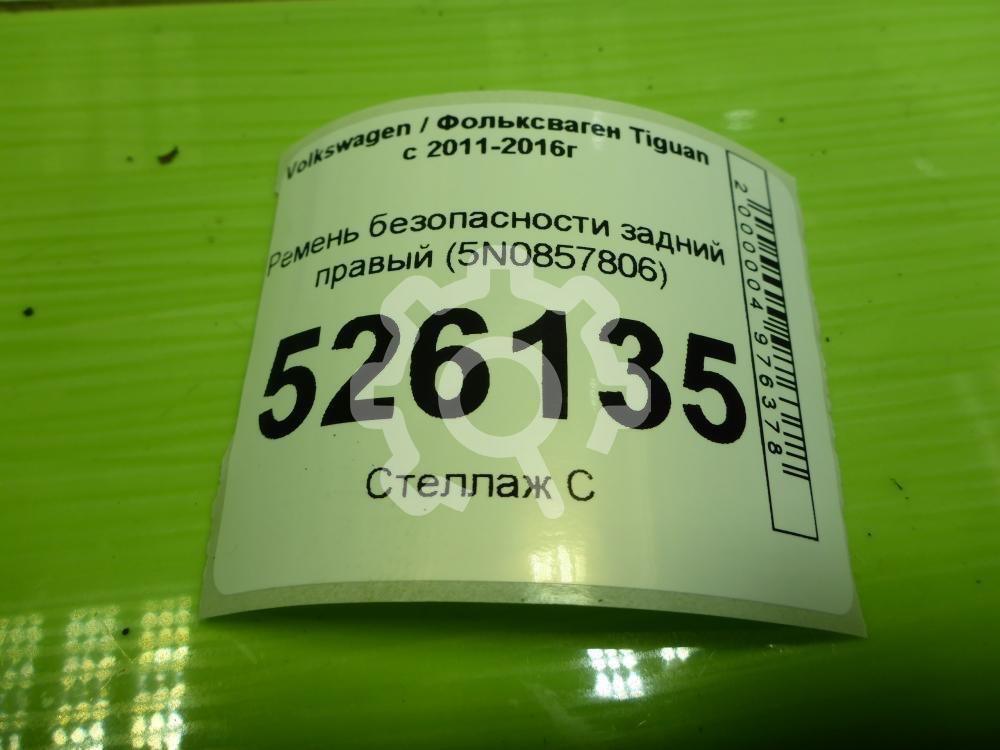 Volkswagen / Фольксваген Tiguan
с 2011-2016г
Ремень безопасности задний
правый (5N0857806)
526135
Стеллаж С
2000004976378